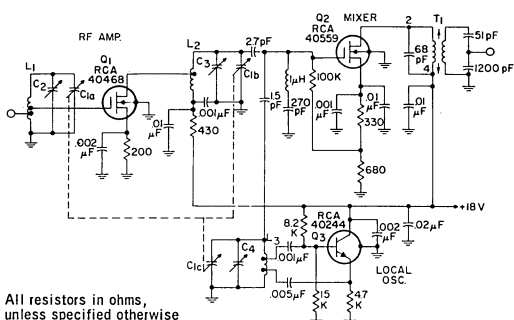 RF AMP.
Q1
RCA
40468
L1
C2
C1a
.002
µF
200
L2
C3
C1b
.001µF
.01
µF
430
2.7pF
1µH
270
pF
1.5
pF
100K
Q2 MIXER
RCA
40559
.001
µF
.01
µF
330
680
2
68
pF
4
T1
.01
µF
51pF
1200 pF
+18V
8.2
K
RCA
40244
Q3
.002
µF
.02µF
LOCAL
OSC.
L3
C1c
C4
.001µF
.005µF
15
K
4.7
K
All resistors in ohms,
unless specified otherwise